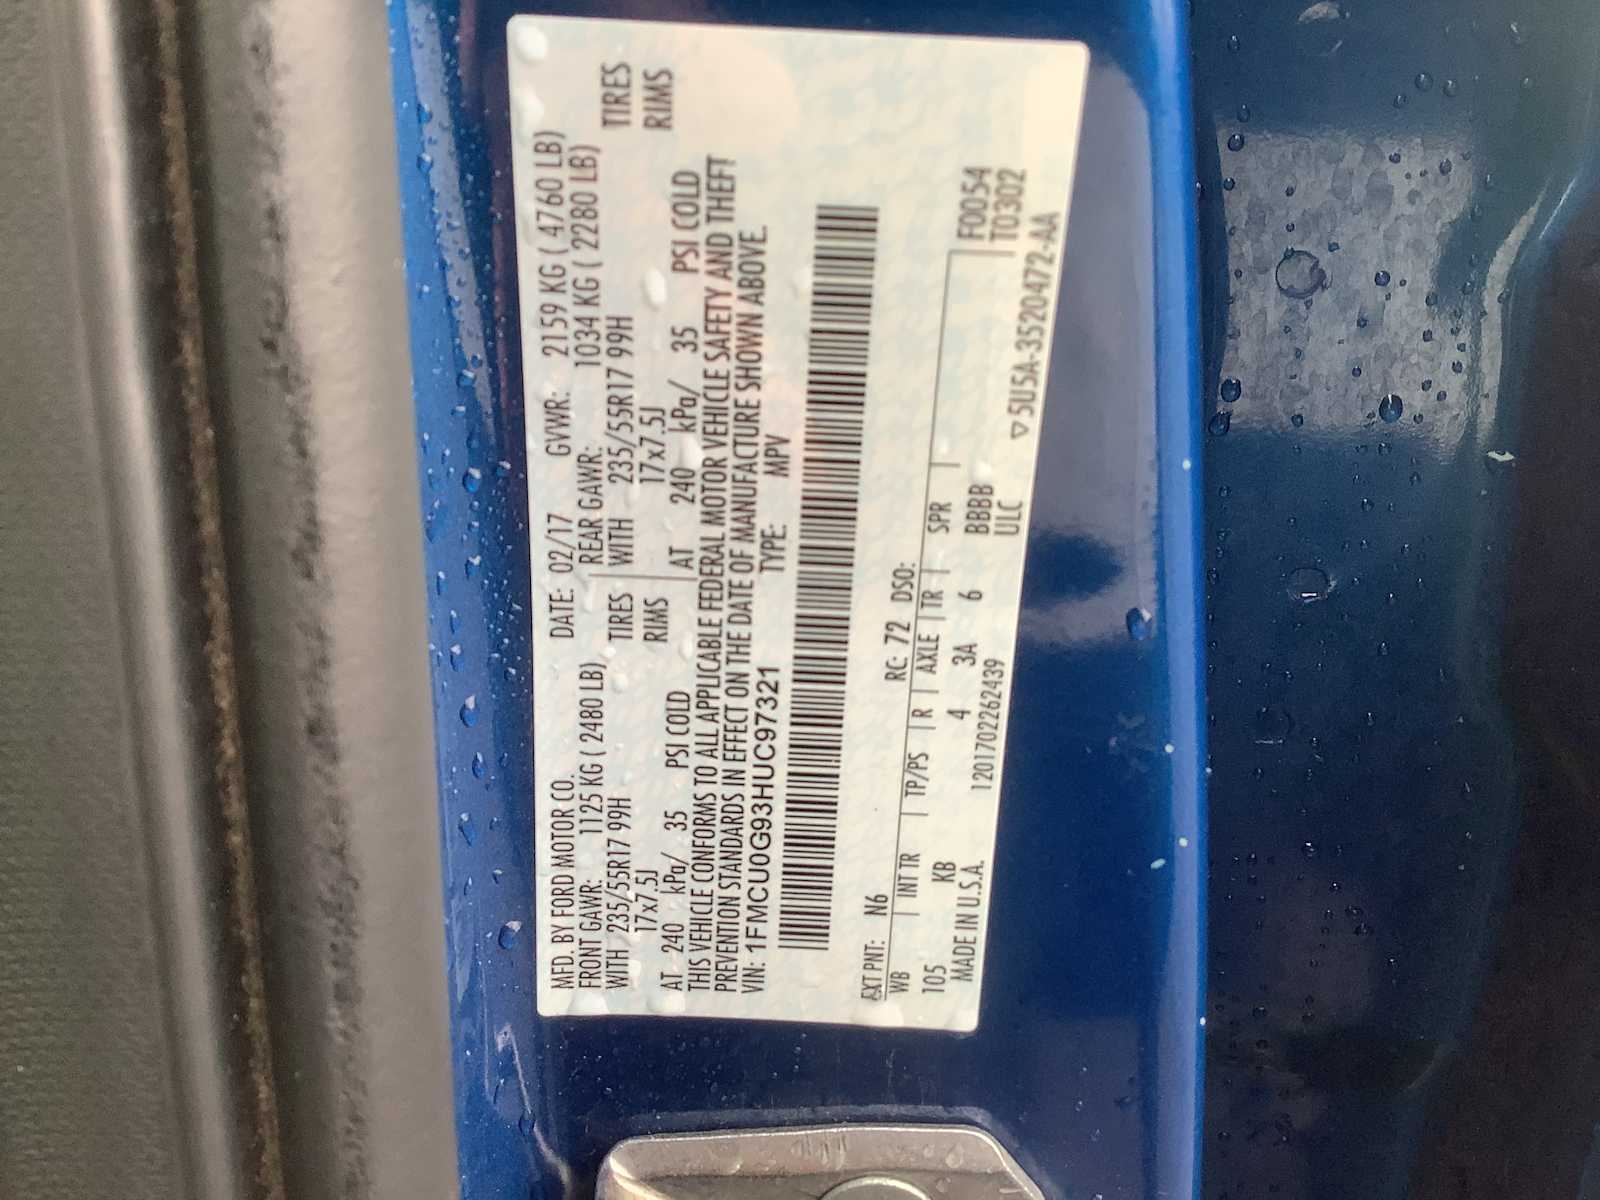 MFD. BY FORD MOTOR CO. DATE: 02/17 GVWR: 2159 KG ( 4760 LB)
FRONT GAWR: 1125 KG ( 2480 LB) REAR GAWR: 1034 KG ( 2280 LB)
WITH 235/55R17 99H TIRES WITH 235/55R17 99H TIRES
17x7.5J RIMS 17x7.5J RIMS
AT 240 kPa/ 35 PSI COLD AT 240 kPa/ 35 PSI COLD
THIS VEHICLE CONFORMS TO ALL APPLICABLE FEDERAL MOTOR VEHICLE SAFETY AND THEFT
PREVENTION STANDARDS IN EFFECT ON THE DATE OF MANUFACTURE SHOWN ABOVE.
VIN: 1FMCU0G93HUC97321 TYPE: MPV
EXT PNT: N6 RC: 72 DSO:
WB INT TR TP/PS R AXLE TR SPR F0054
105 KB 4 3A 6 BBBB T0302
MADE IN U.S.A. 1201702262439 ULC ▽5U5A-3520472-AA